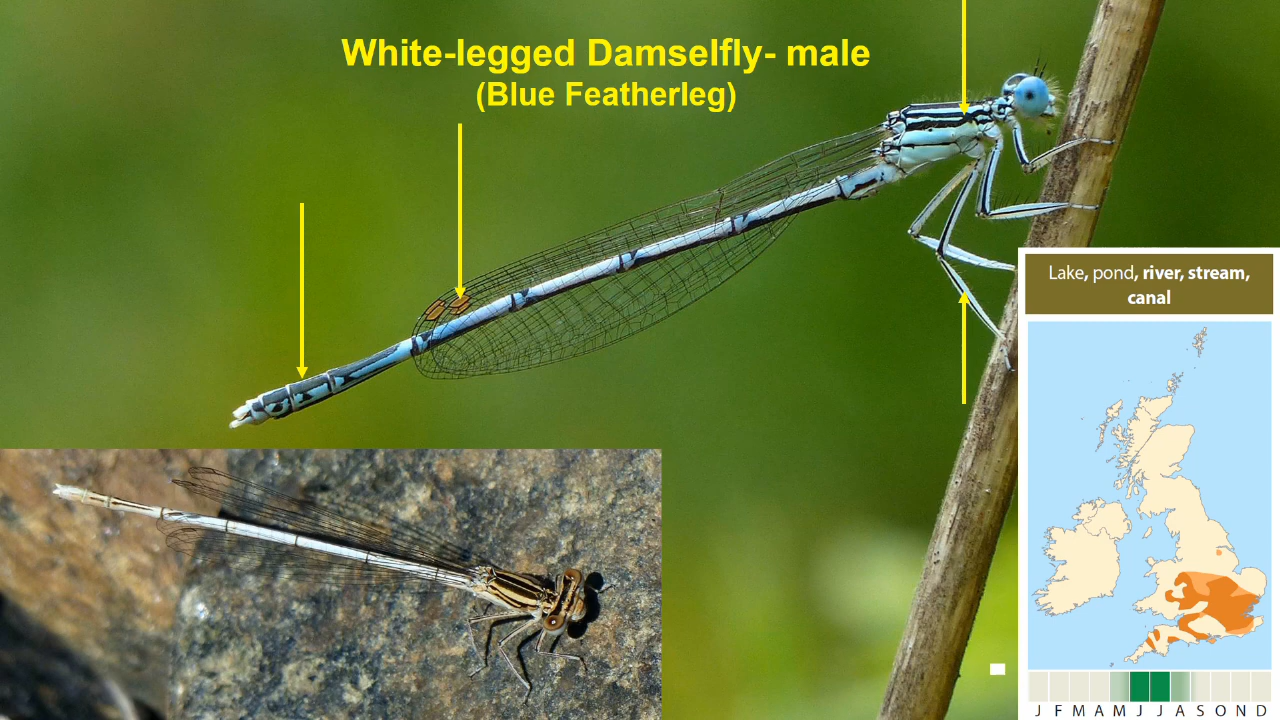 White-legged Damselfly- male
(Blue Featherleg)
Lake, pond, river, stream,
canal
J F M A M J J A S O N D